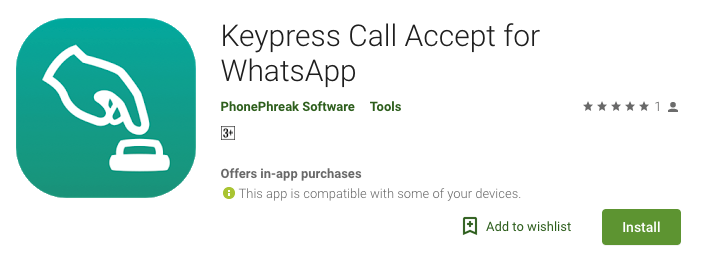 Keypress Call Accept for
WhatsApp
PhonePhreak Software Tools
1
3+
Offers in-app purchases
This app is compatible with some of your devices.
Add to wishlist
Install